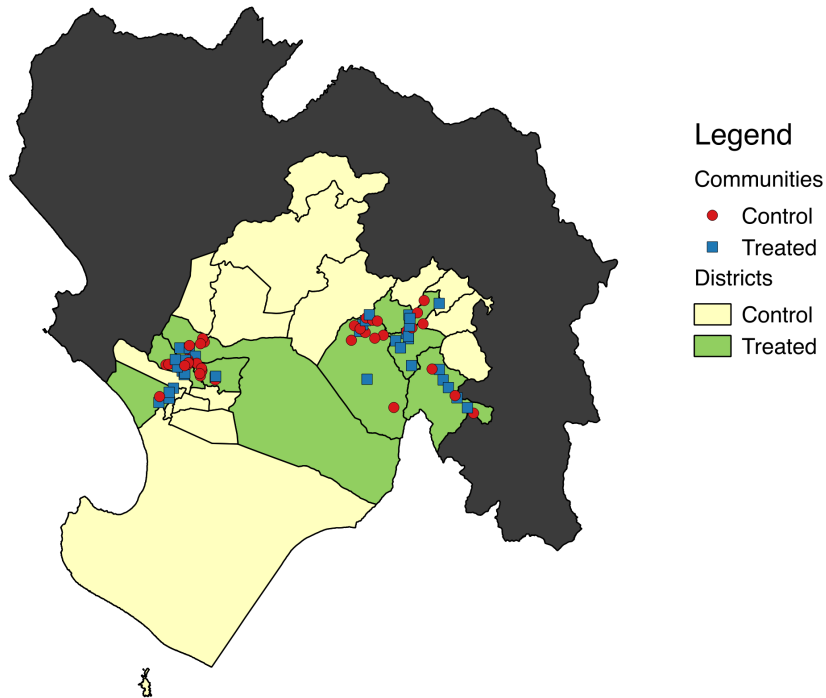 Legend
Communities
Control
Treated
Districts
Control
Treated